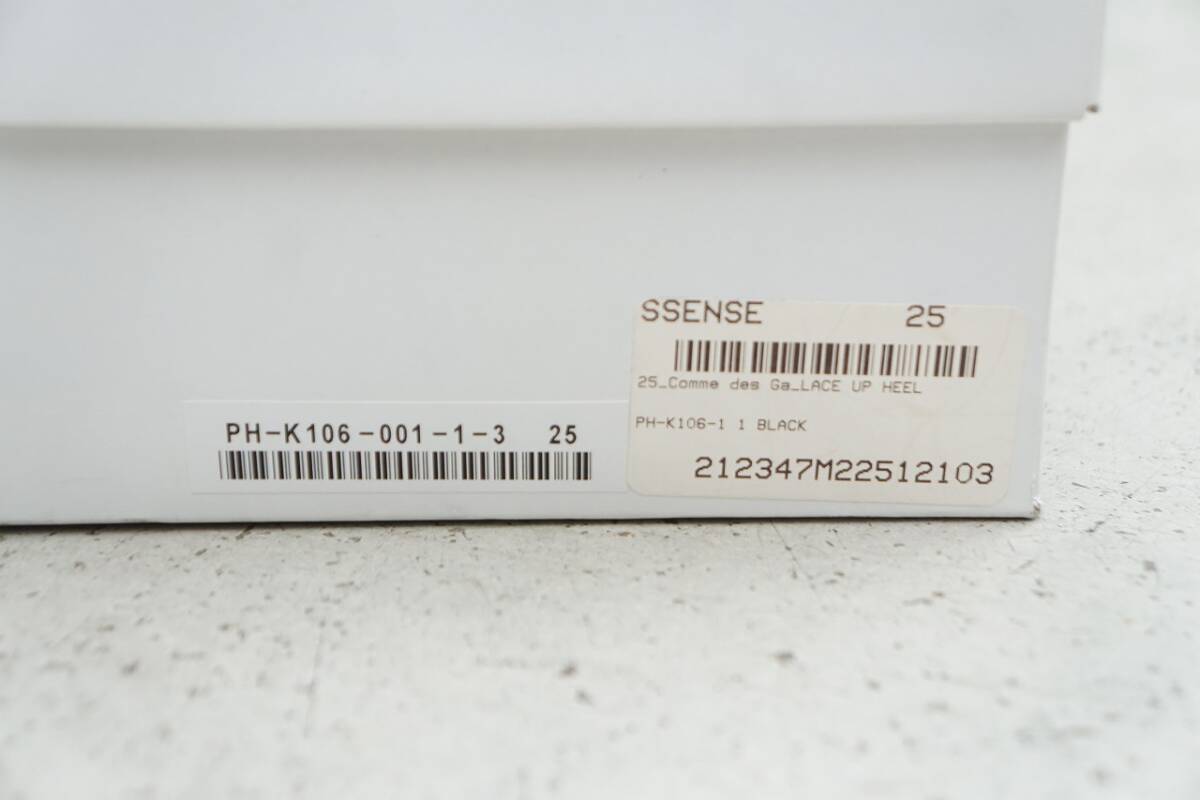 PH-K106-001-1-3 25
SSENSE 25
25_Comme des Ga_LACE UP HEEL
PH-K106-1 1 BLACK
212347M22512103